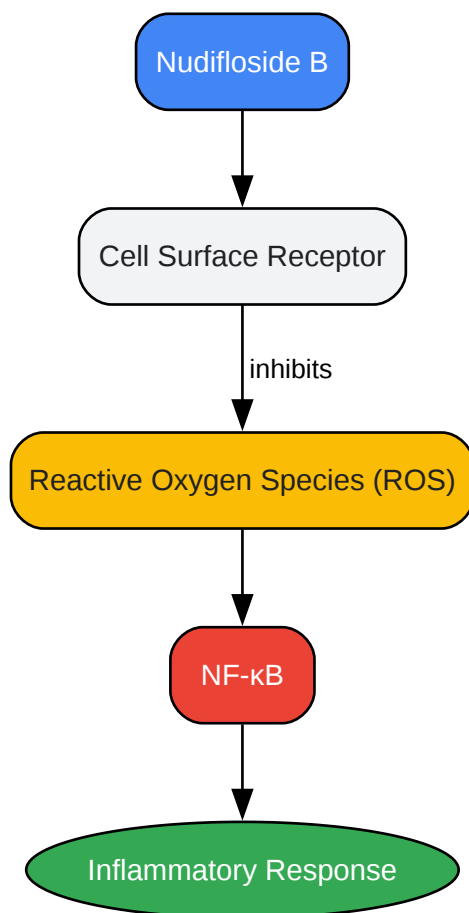 Nudifloside B
Cell Surface Receptor
inhibits
Reactive Oxygen Species (ROS)
NF-κB
Inflammatory Response